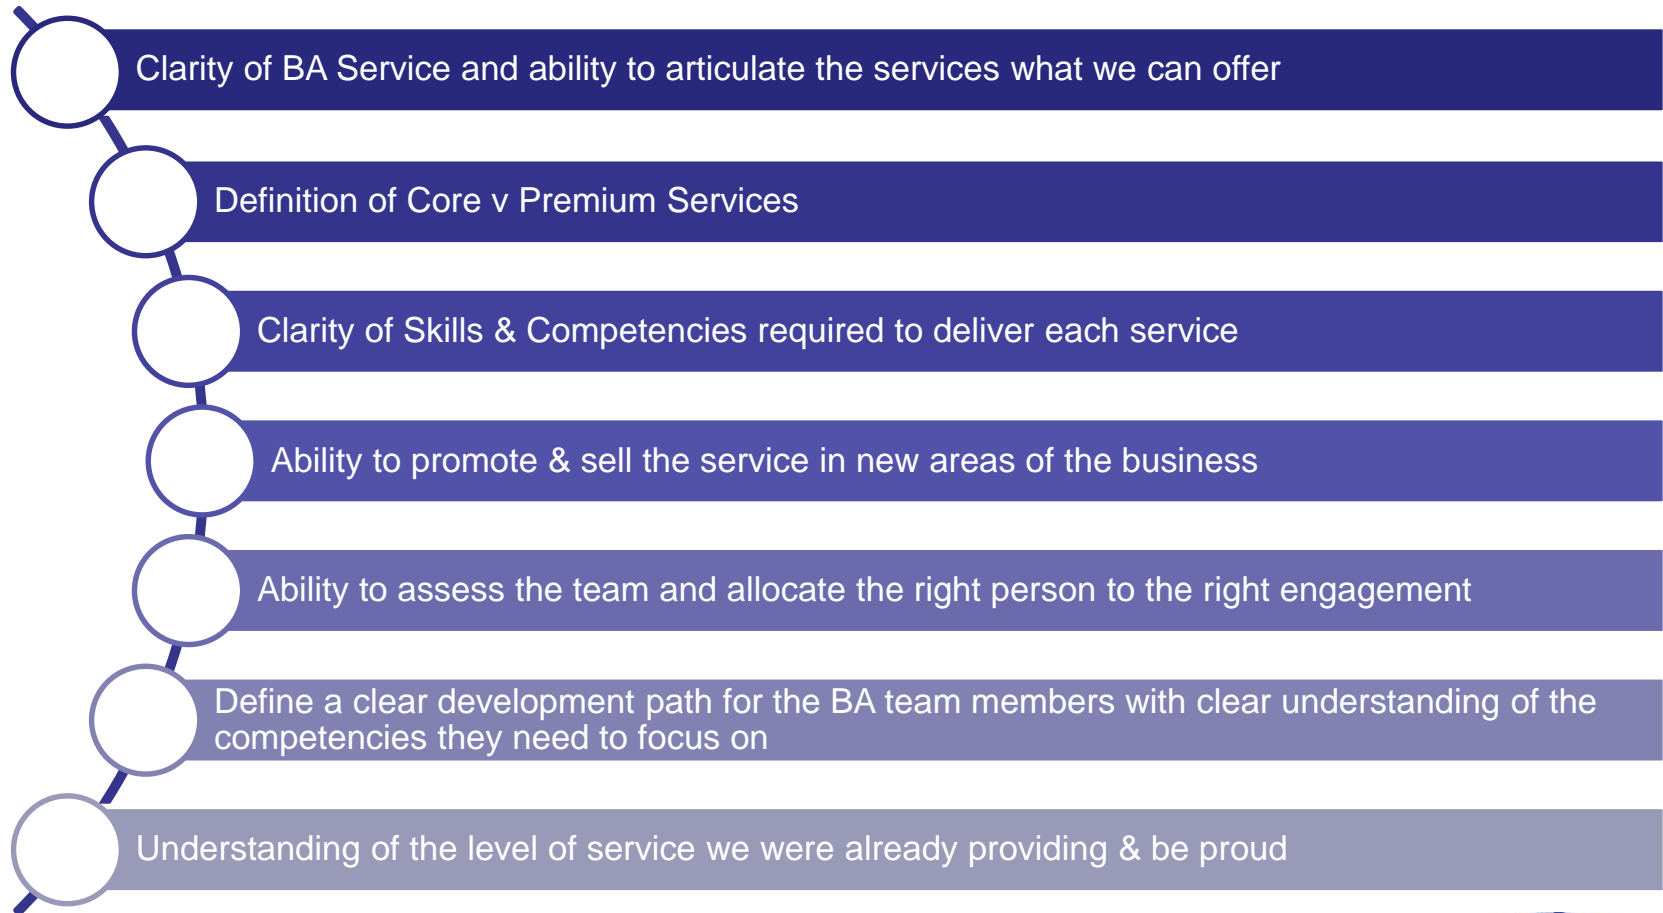 Clarity of BA Service and ability to articulate the services what we can offer
Definition of Core v Premium Services
Clarity of Skills & Competencies required to deliver each service
Ability to promote & sell the service in new areas of the business
Ability to assess the team and allocate the right person to the right engagement
Define a clear development path for the BA team members with clear understanding of the
competencies they need to focus on
Understanding of the level of service we were already providing & be proud